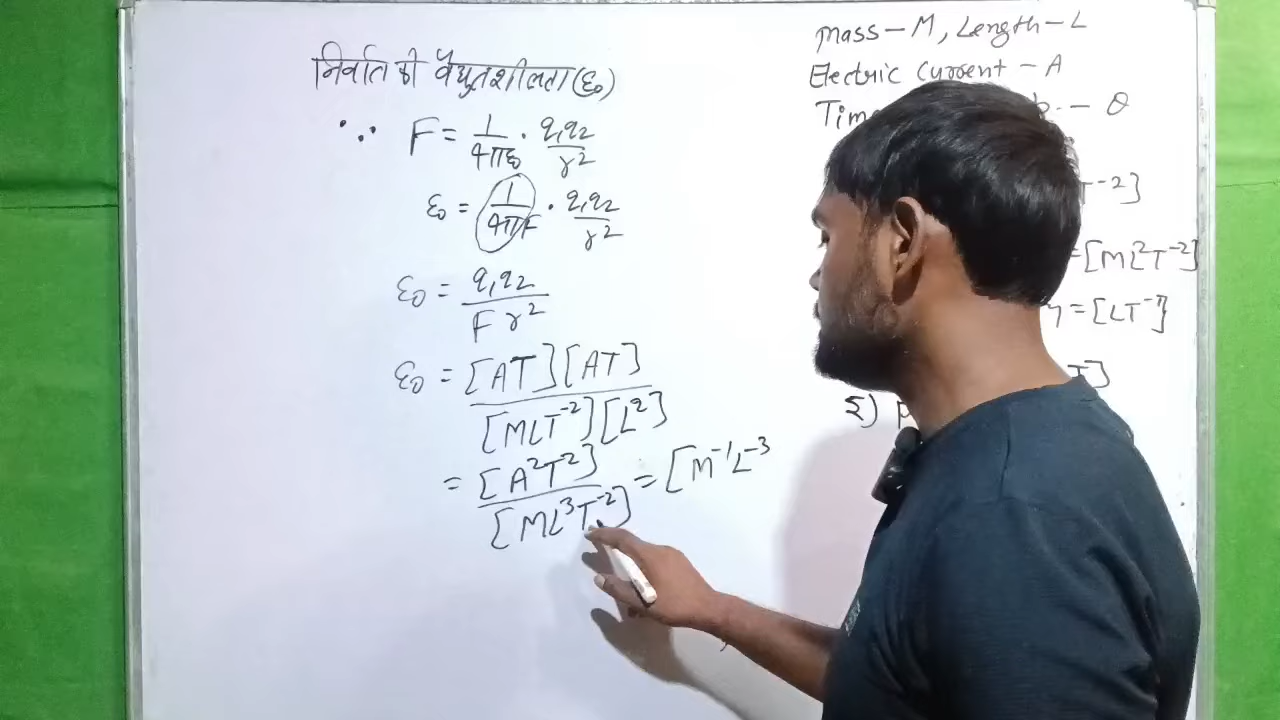 निर्वात की वैद्युतशीलता (ε₀)
∵ F = 1/4πε₀ · q₁q₂/r²
ε₀ = 1/4πF · q₁q₂/r²
ε₀ = q₁q₂/F r²
ε₀ = [AT][AT]/[MLT⁻²][L²]
= [A²T²]/[ML³T⁻²] = [M⁻¹L⁻³
Mass – M, Length – L
Electric Current – A
Time – θ
T⁻²]
= [ML²T⁻²]
= [LT⁻¹]
T]